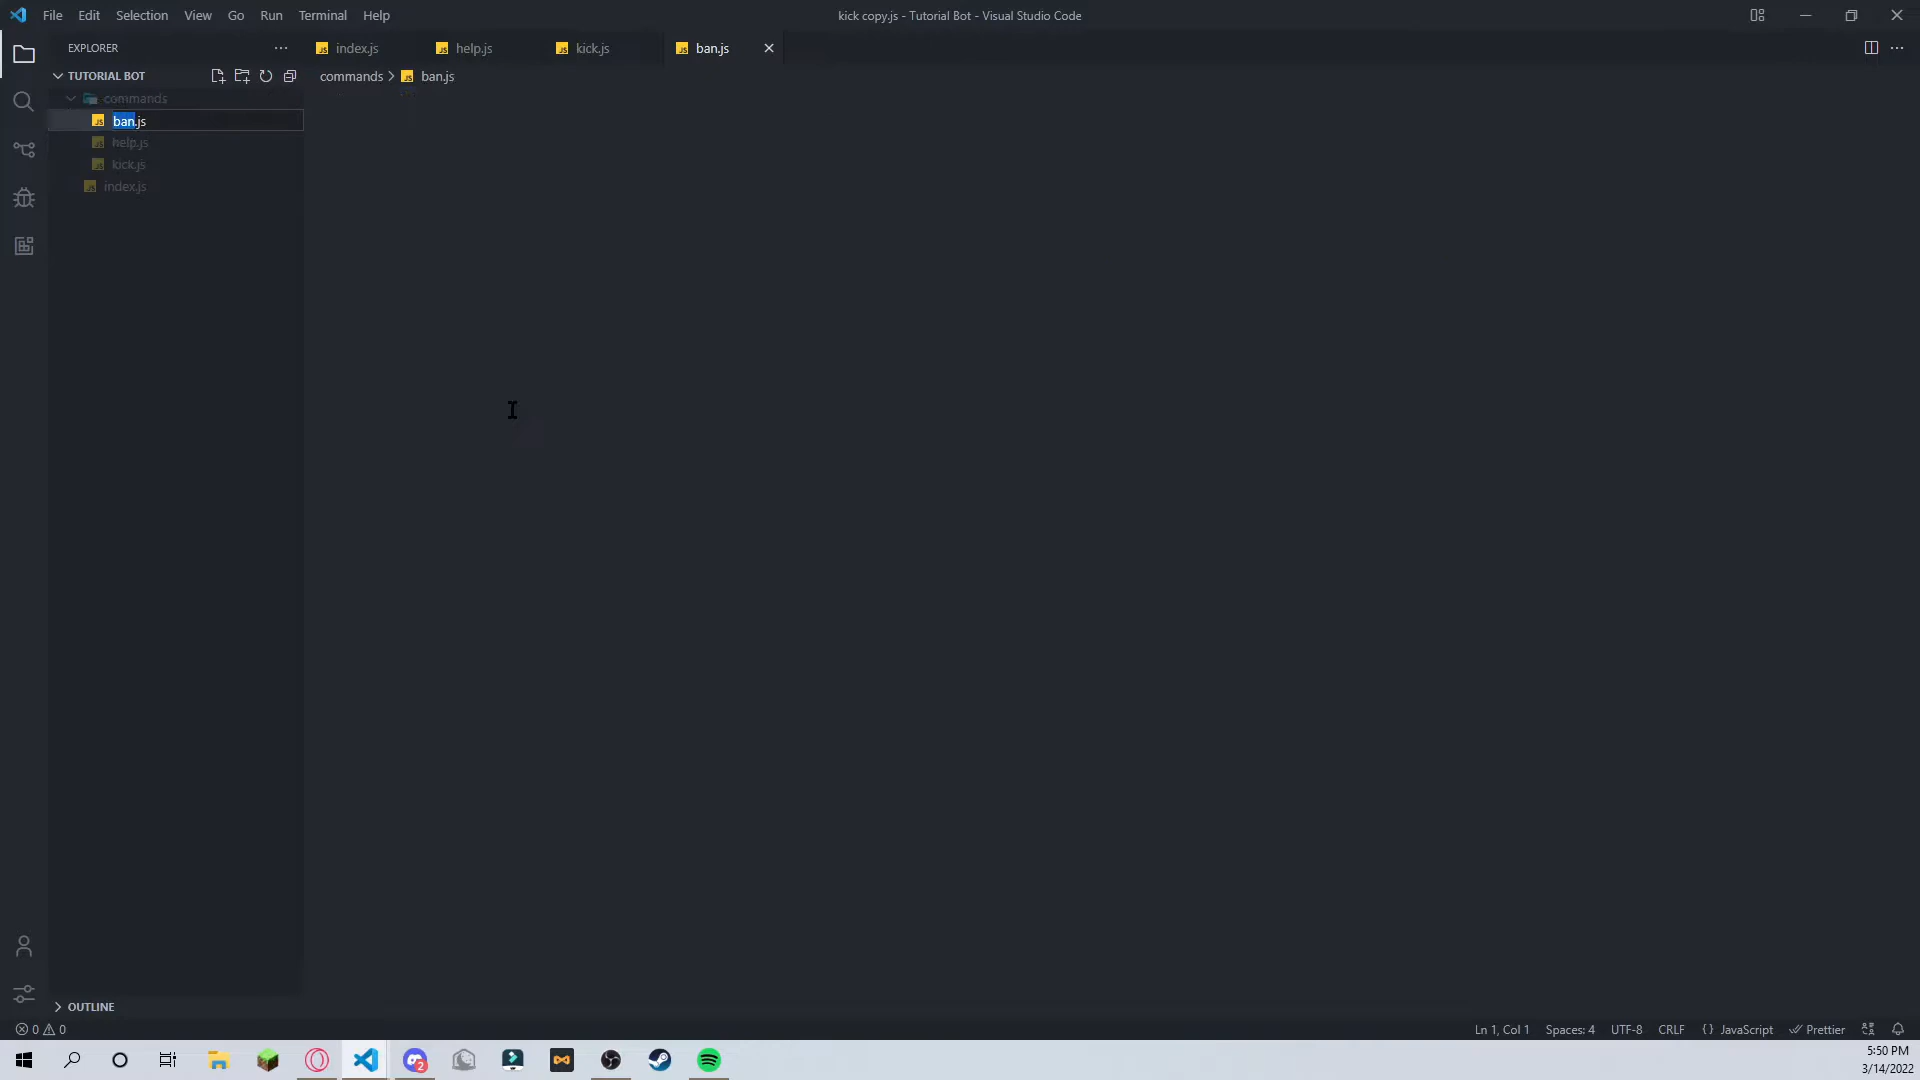 File Edit Selection View Go Run Terminal Help
kick copy.js - Tutorial Bot - Visual Studio Code
EXPLORER
index.js
help.js
kick.js
ban.js
TUTORIAL BOT
commands
ban.js
commands
ban.js
help.js
kick.js
index.js
OUTLINE
0 0
Ln 1, Col 1 Spaces: 4 UTF-8 CRLF {} JavaScript Prettier
2
5:50 PM
3/14/2022